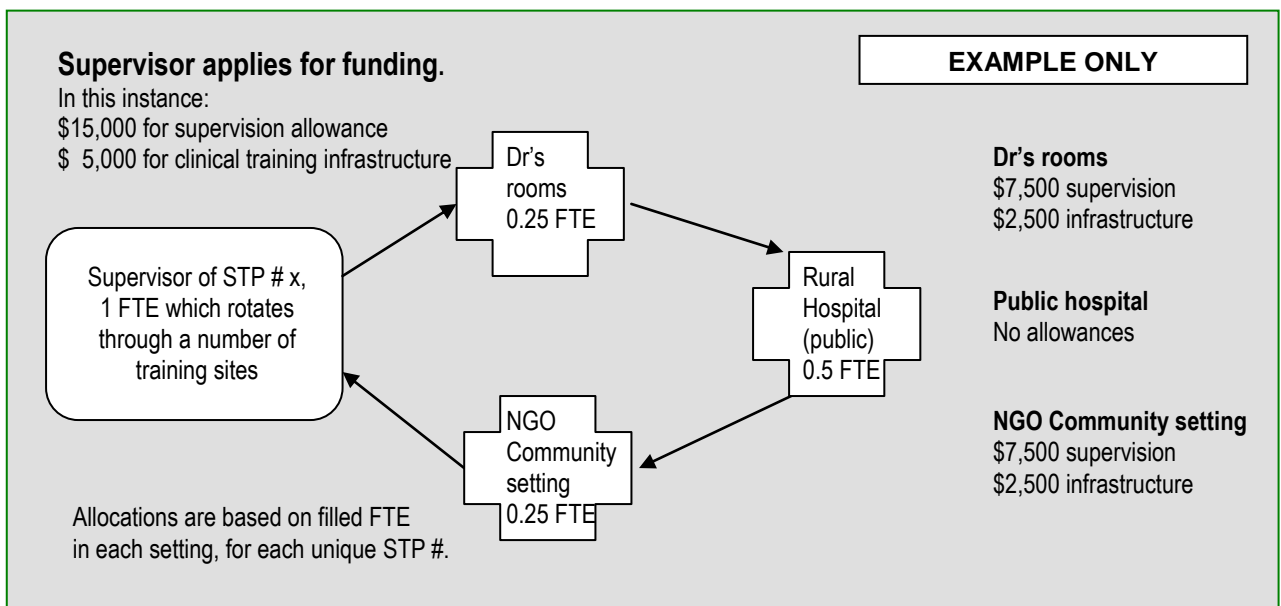 Supervisor applies for funding.
In this instance:
$15,000 for supervision allowance
$ 5,000 for clinical training infrastructure
EXAMPLE ONLY
Supervisor of STP # x,
1 FTE which rotates
through a number of
training sites
Dr's
rooms
0.25 FTE
Rural
Hospital
(public)
0.5 FTE
NGO
Community
setting
0.25 FTE
Dr's rooms
$7,500 supervision
$2,500 infrastructure
Public hospital
No allowances
NGO Community setting
$7,500 supervision
$2,500 infrastructure
Allocations are based on filled FTE
in each setting, for each unique STP #.